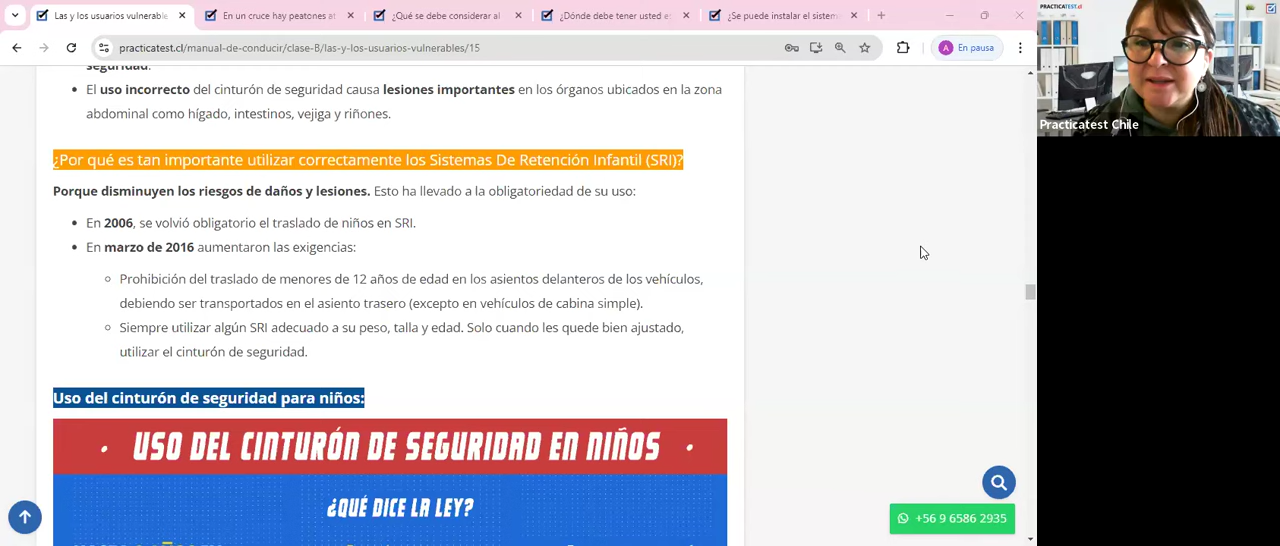 Las y los usuarios vulnerable
En un cruce hay peatones at
¿Qué se debe considerar al
¿Dónde debe tener usted es
¿Se puede instalar el sistem
practicatest.cl/manual-de-conducir/clase-B/las-y-los-usuarios-vulnerables/15
A En pausa
seguridad.
El uso incorrecto del cinturón de seguridad causa lesiones importantes en los órganos ubicados en la zona
abdominal como hígado, intestinos, vejiga y riñones.
¿Por qué es tan importante utilizar correctamente los Sistemas De Retención Infantil (SRI)?
Porque disminuyen los riesgos de daños y lesiones. Esto ha llevado a la obligatoriedad de su uso:
En 2006, se volvió obligatorio el traslado de niños en SRI.
En marzo de 2016 aumentaron las exigencias:
Prohibición del traslado de menores de 12 años de edad en los asientos delanteros de los vehículos,
debiendo ser transportados en el asiento trasero (excepto en vehículos de cabina simple).
Siempre utilizar algún SRI adecuado a su peso, talla y edad. Solo cuando les quede bien ajustado,
utilizar el cinturón de seguridad.
Uso del cinturón de seguridad para niños:
USO DEL CINTURÓN DE SEGURIDAD EN NIÑOS
¿QUÉ DICE LA LEY?
+56 9 6586 2935
PRACTICATEST.cl
Practicatest Chile